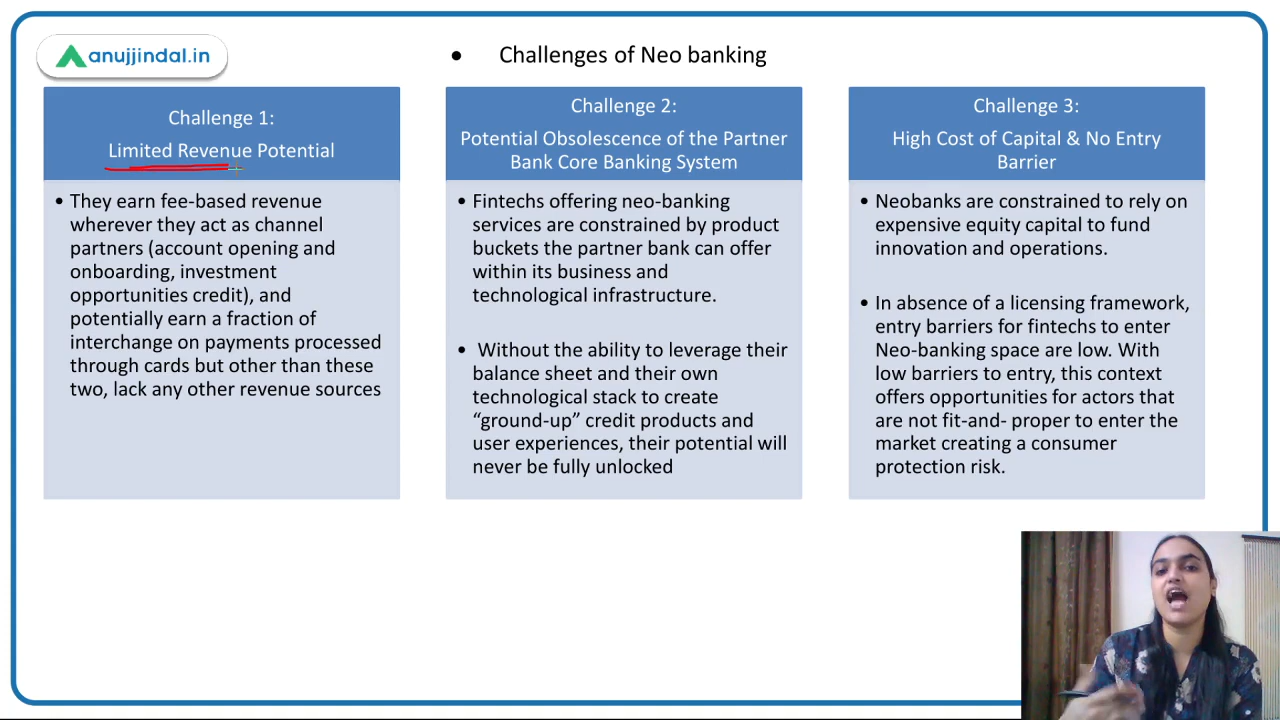 anujjindal.in
• Challenges of Neo banking
Challenge 1:
Limited Revenue Potential
• They earn fee-based revenue
wherever they act as channel
partners (account opening and
onboarding, investment
opportunities credit), and
potentially earn a fraction of
interchange on payments processed
through cards but other than these
two, lack any other revenue sources
Challenge 2:
Potential Obsolescence of the Partner
Bank Core Banking System
• Fintechs offering neo-banking
services are constrained by product
buckets the partner bank can offer
within its business and
technological infrastructure.
• Without the ability to leverage their
balance sheet and their own
technological stack to create
“ground-up” credit products and
user experiences, their potential will
never be fully unlocked
Challenge 3:
High Cost of Capital & No Entry
Barrier
• Neobanks are constrained to rely on
expensive equity capital to fund
innovation and operations.
• In absence of a licensing framework,
entry barriers for fintechs to enter
Neo-banking space are low. With
low barriers to entry, this context
offers opportunities for actors that
are not fit-and- proper to enter the
market creating a consumer
protection risk.